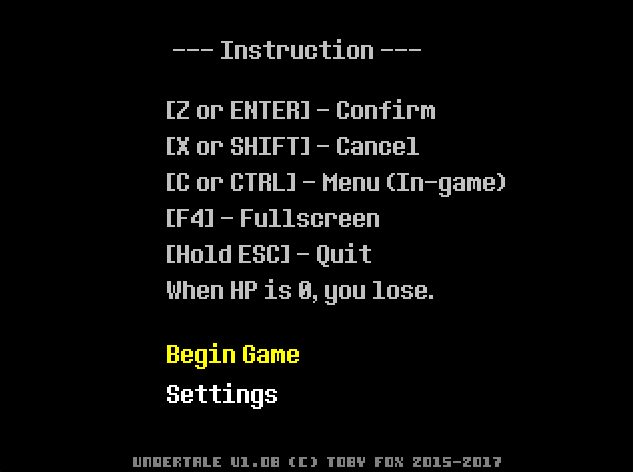 --- Instruction ---
[Z or ENTER] - Confirm
[X or SHIFT] - Cancel
[C or CTRL] - Menu (In-game)
[F4] - Fullscreen
[Hold ESC] - Quit
When HP is 0, you lose.
Begin Game
Settings
UNDERTALE V1.08 (C) TOBY FOX 2015-2017